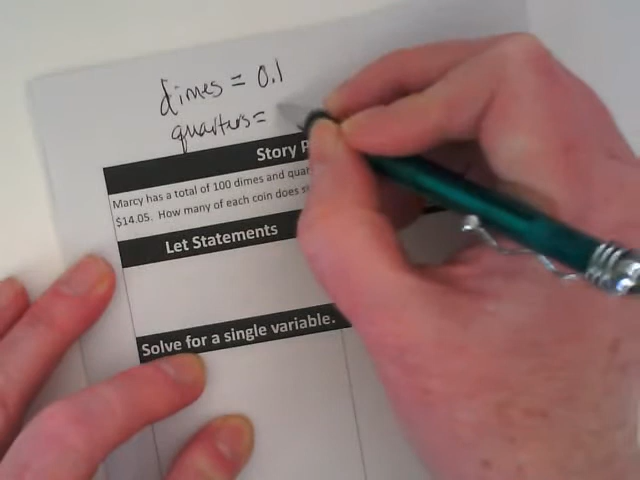 dimes = 0.1
quarters =
Story
Marcy has a total of 100 dimes and
$14.05. How many of each coin does
Let Statements
Solve for a single variable.